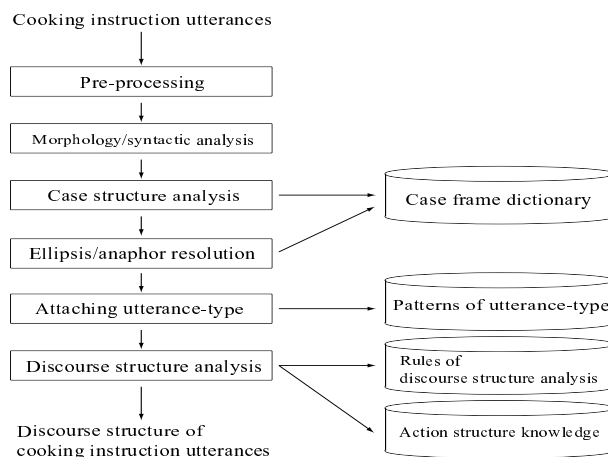 Cooking instruction utterances
Pre-processing
Morphology/syntactic analysis
Case structure analysis
Case frame dictionary
Ellipsis/anaphor resolution
Attaching utterance-type
Patterns of utterance-type
Discourse structure analysis
Rules of
discourse structure analysis
Action structure knowledge
Discourse structure of
cooking instruction utterances